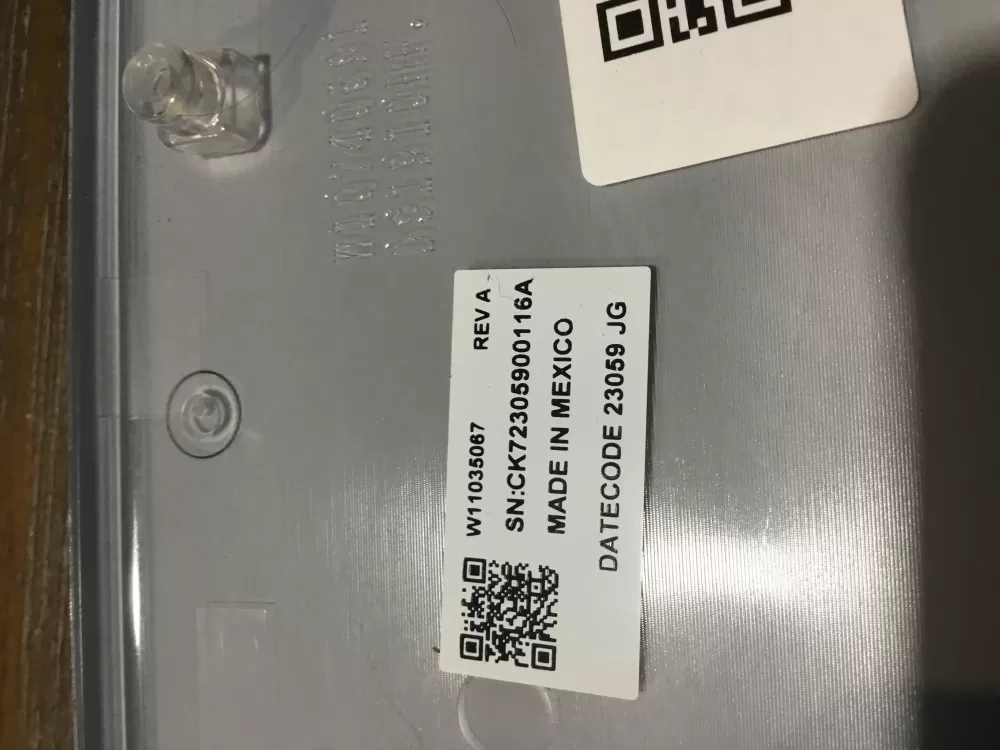 W11035067 REV A
SN:CK72305900116A
MADE IN MEXICO
DATECODE 23059 JG